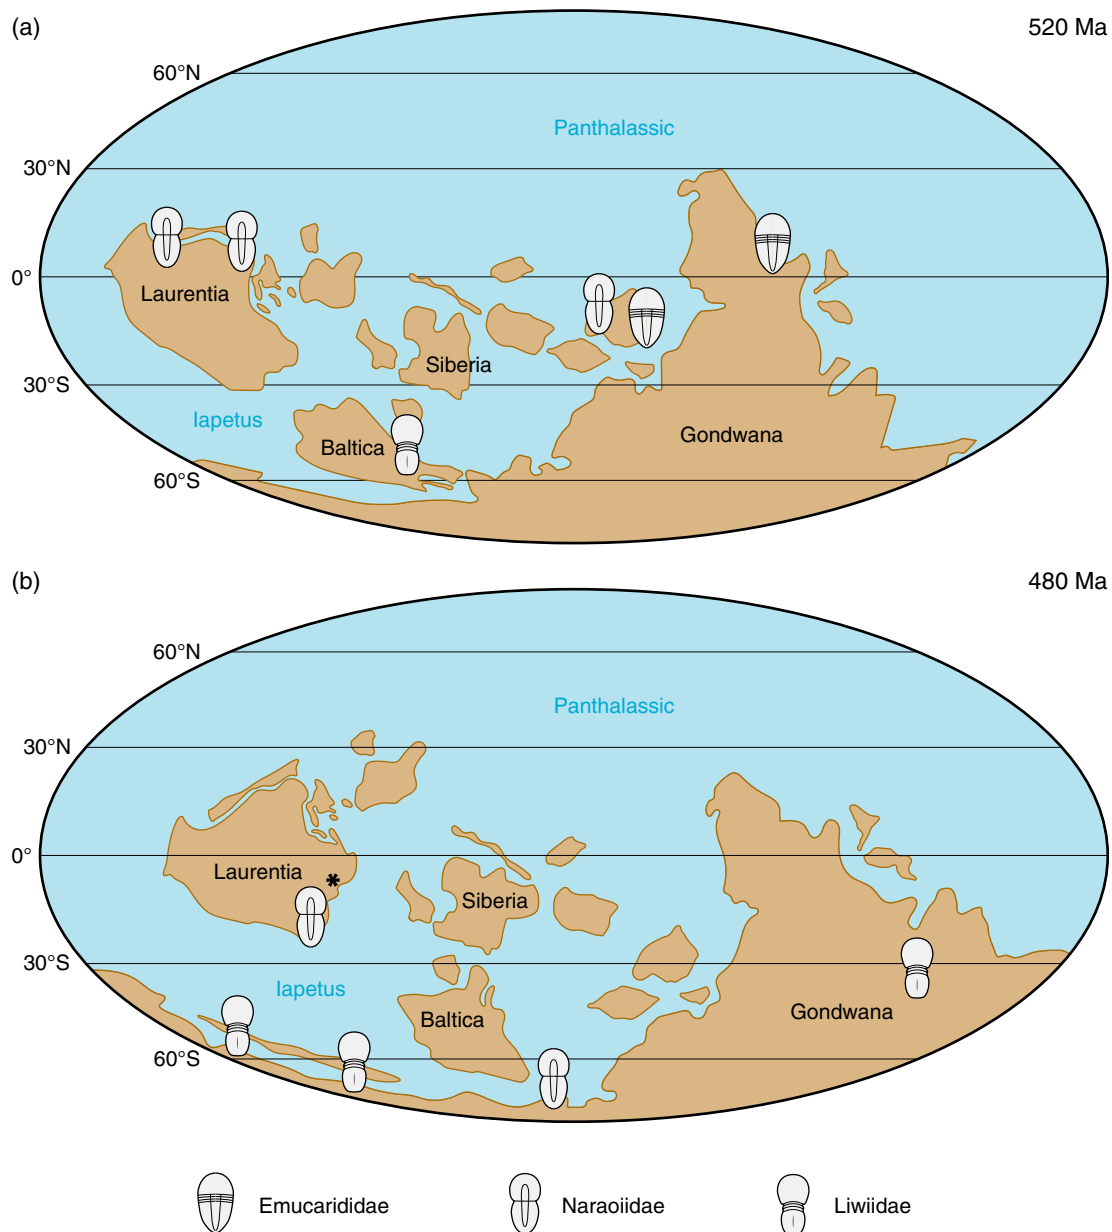 (a)
520 Ma
60°N
Panthalassic
30°N
0°
Laurentia
Siberia
30°S
Iapetus
Baltica
Gondwana
60°S
(b)
480 Ma
60°N
Panthalassic
30°N
0°
Laurentia
*
Siberia
30°S
Iapetus
Baltica
Gondwana
60°S
Emucarididae Naraoiidae Liwiidae